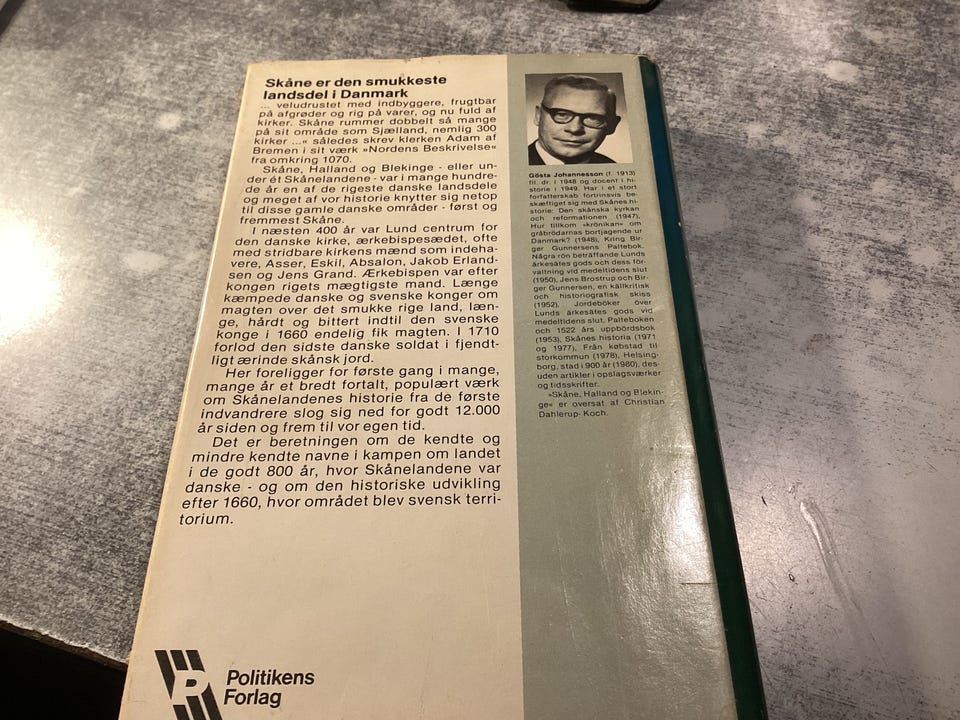 Skåne er den smukkeste
landsdel i Danmark
... veludrustet med indbyggere, frugtbar
på afgrøder og rig på varer, og nu fuld af
kirker. Skåne rummer dobbelt så mange
på sit område som Sjælland, nemlig 300
kirker ...« således skrev klerken Adam af
Bremen i sit værk »Nordens Beskrivelse«
fra omkring 1070.
Skåne, Halland og Blekinge - eller un-
der ét Skånelandene - var i mange hundre-
de år en af de rigeste danske landsdele
og meget af vor historie knytter sig netop
til disse gamle danske områder - først og
fremmest Skåne.
I næsten 400 år var Lund centrum for
den danske kirke, ærkebispesædet, ofte
med stridbare kirkens mænd som indeha-
vere, Asser, Eskil, Absalon, Jakob Erland-
sen og Jens Grand. Ærkebispen var efter
kongen rigets mægtigste mand. Længe
kæmpede danske og svenske konger om
magten over det smukke rige land, læn-
ge, hårdt og bittert indtil den svenske
konge i 1660 endelig fik magten. I 1710
forlod den sidste danske soldat i fjendt-
ligt ærinde skånsk jord.
Her foreligger for første gang i mange,
mange år et bredt fortalt, populært værk
om Skånelandenes historie fra de første
indvandrere slog sig ned for godt 12.000
år siden og frem til vor egen tid.
Det er beretningen om de kendte og
mindre kendte navne i kampen om landet
i de godt 800 år, hvor Skånelandene var
danske - og om den historiske udvikling
efter 1660, hvor området blev svensk terri-
torium.
Politikens
Forlag
Gösta Johannesson (f. 1913)
fil. dr. i 1948 og docent i hi-
storie i 1949. Har i et stort
forfatterskab fortrinsvis be-
skæftiget sig med Skånes hi-
storie: Den skånska kyrkan
och reformationen (1947),
Hur tillkom »krönikan« om
gråbrödarnas bortjagende ur
Danmark? (1948), Kring Bir-
ger Gunnersens Paltebok.
Några rön beträffande Lunds
ärkesätes gods och dess för-
valtning vid medeltidens slut
(1950), Jens Brostrup och Bir-
ger Gunnersen, en källkritisk
och historiografisk skiss
(1952), Jordeböker över
Lunds ärkesätes gods vid
medeltidens slut. Palteboken
och 1522 års uppbördsbok
(1953), Skånes historia (1971
og 1977), Från købstad til
storkommun (1978), Helsing-
borg, stad i 900 år (1980), des-
uden artikler i opslagsværker
og tidsskrifter.
»Skåne, Halland og Blekin-
ge« er oversat af Christian
Dahlerup-Koch.